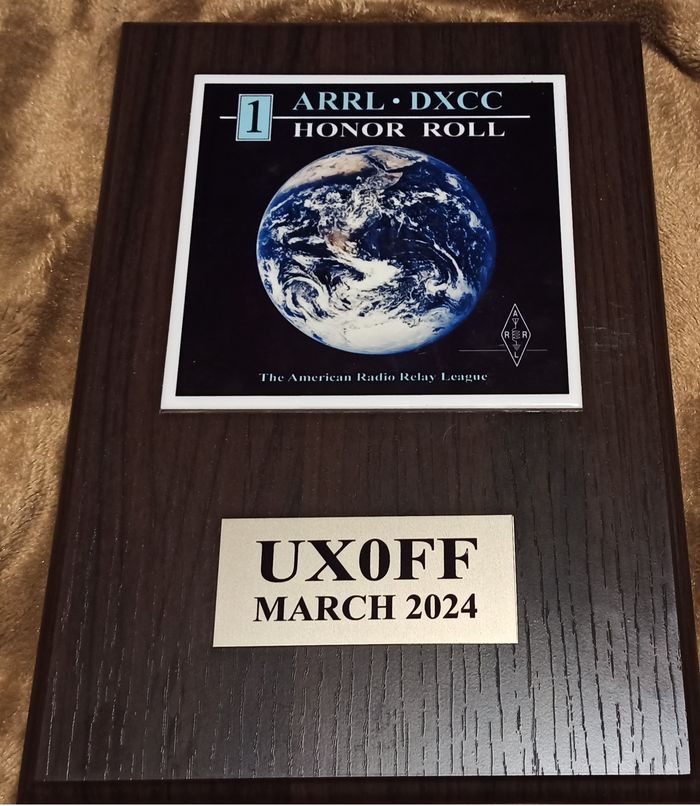 1 ARRL • DXCC
HONOR ROLL
A
R R
L
The American Radio Relay League
UX0FF
MARCH 2024